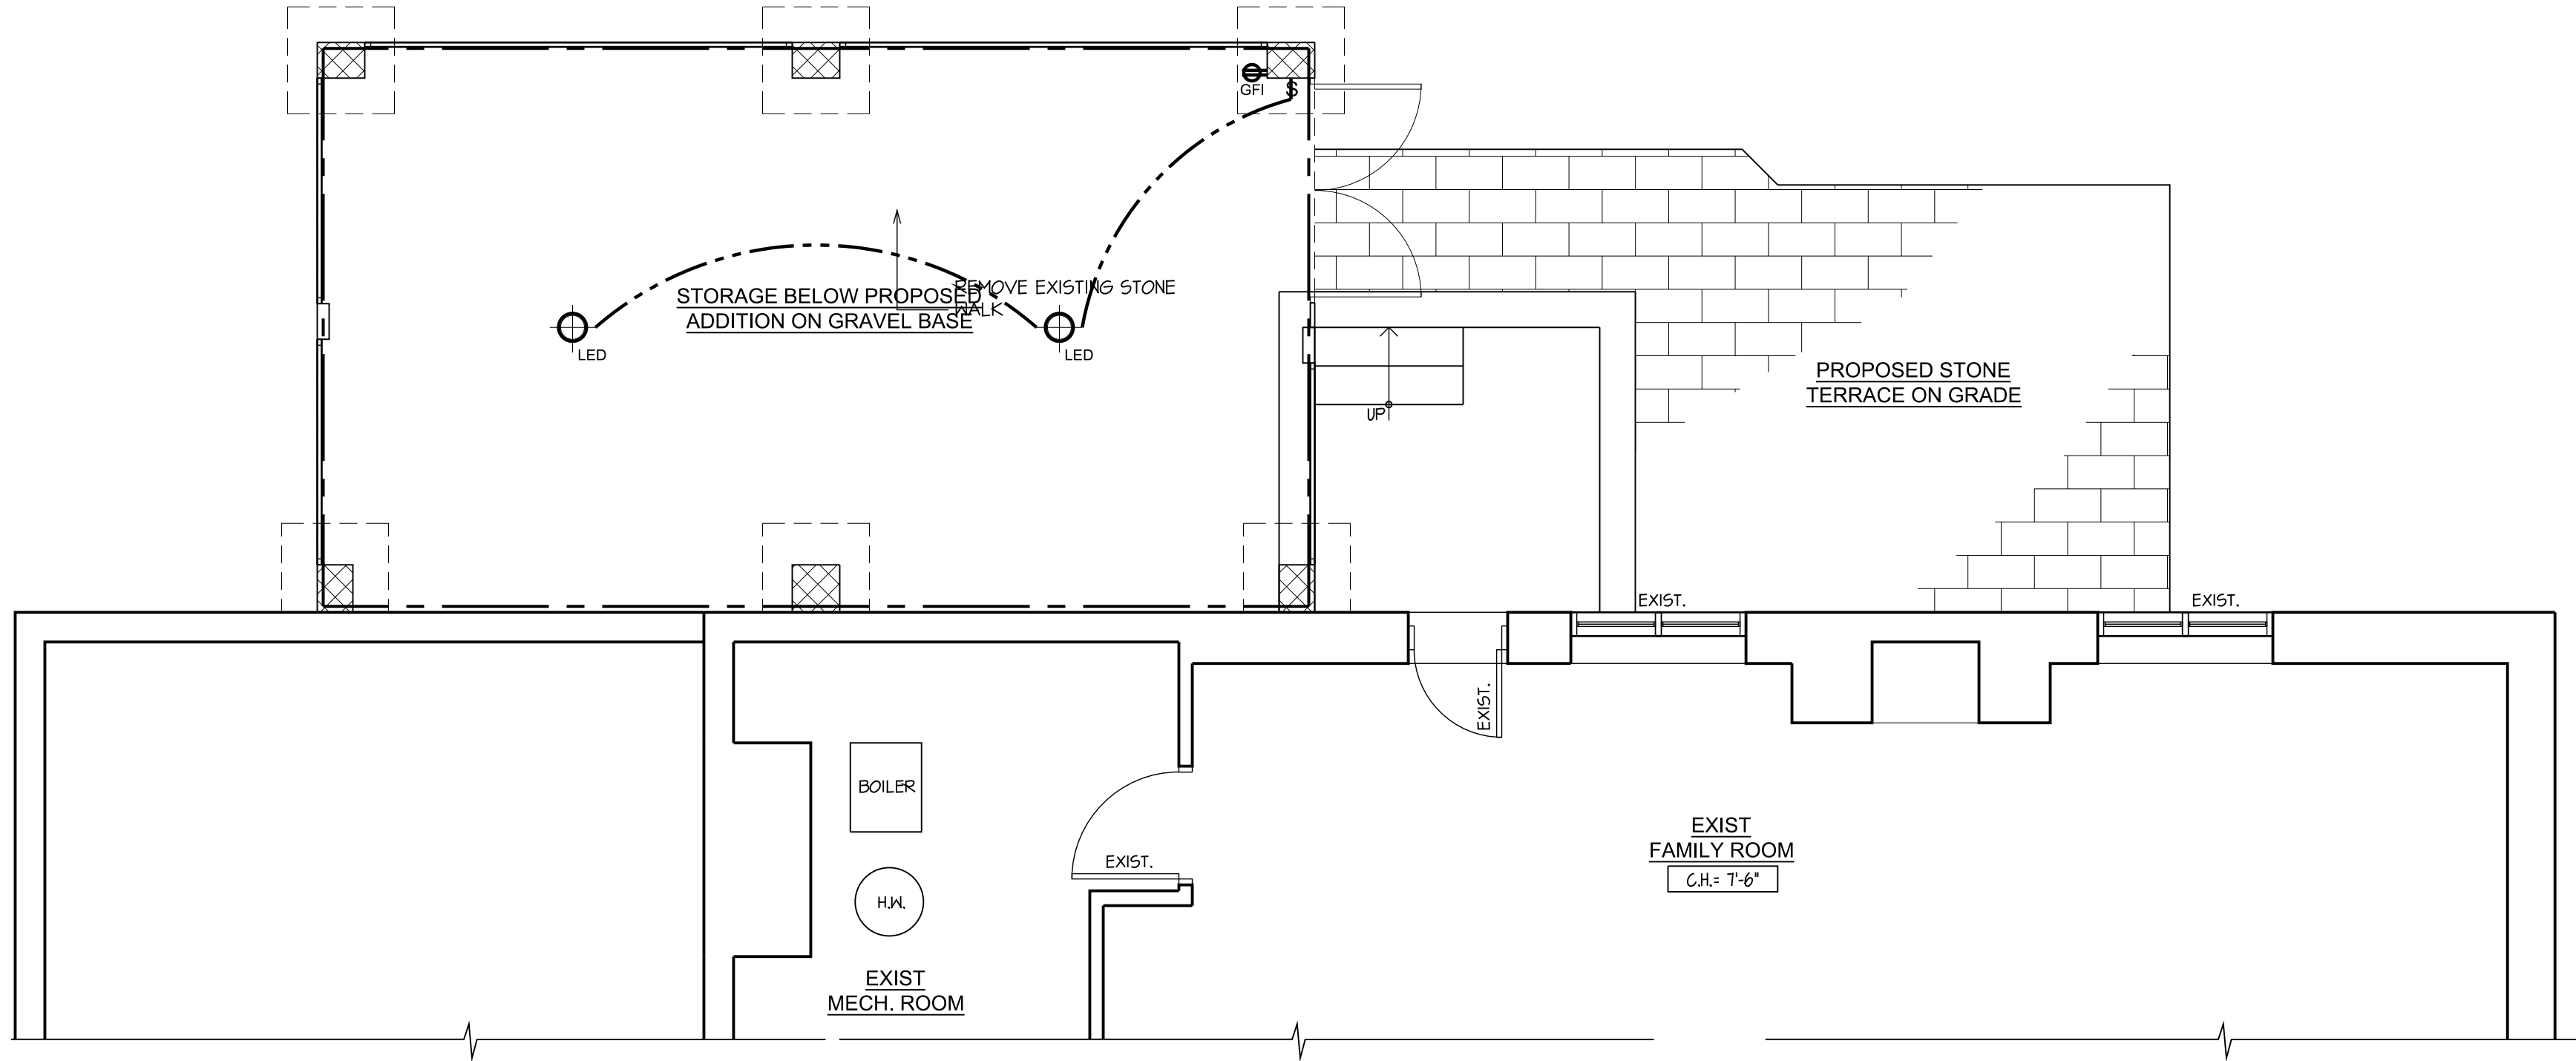 GFI S
REMOVE EXISTING STONE
WALK
STORAGE BELOW PROPOSED
ADDITION ON GRAVEL BASE
LED
LED
UP
PROPOSED STONE
TERRACE ON GRADE
EXIST.
EXIST.
EXIST.
BOILER
EXIST.
H.W.
EXIST
MECH. ROOM
EXIST
FAMILY ROOM
C.H.= 7'-6"